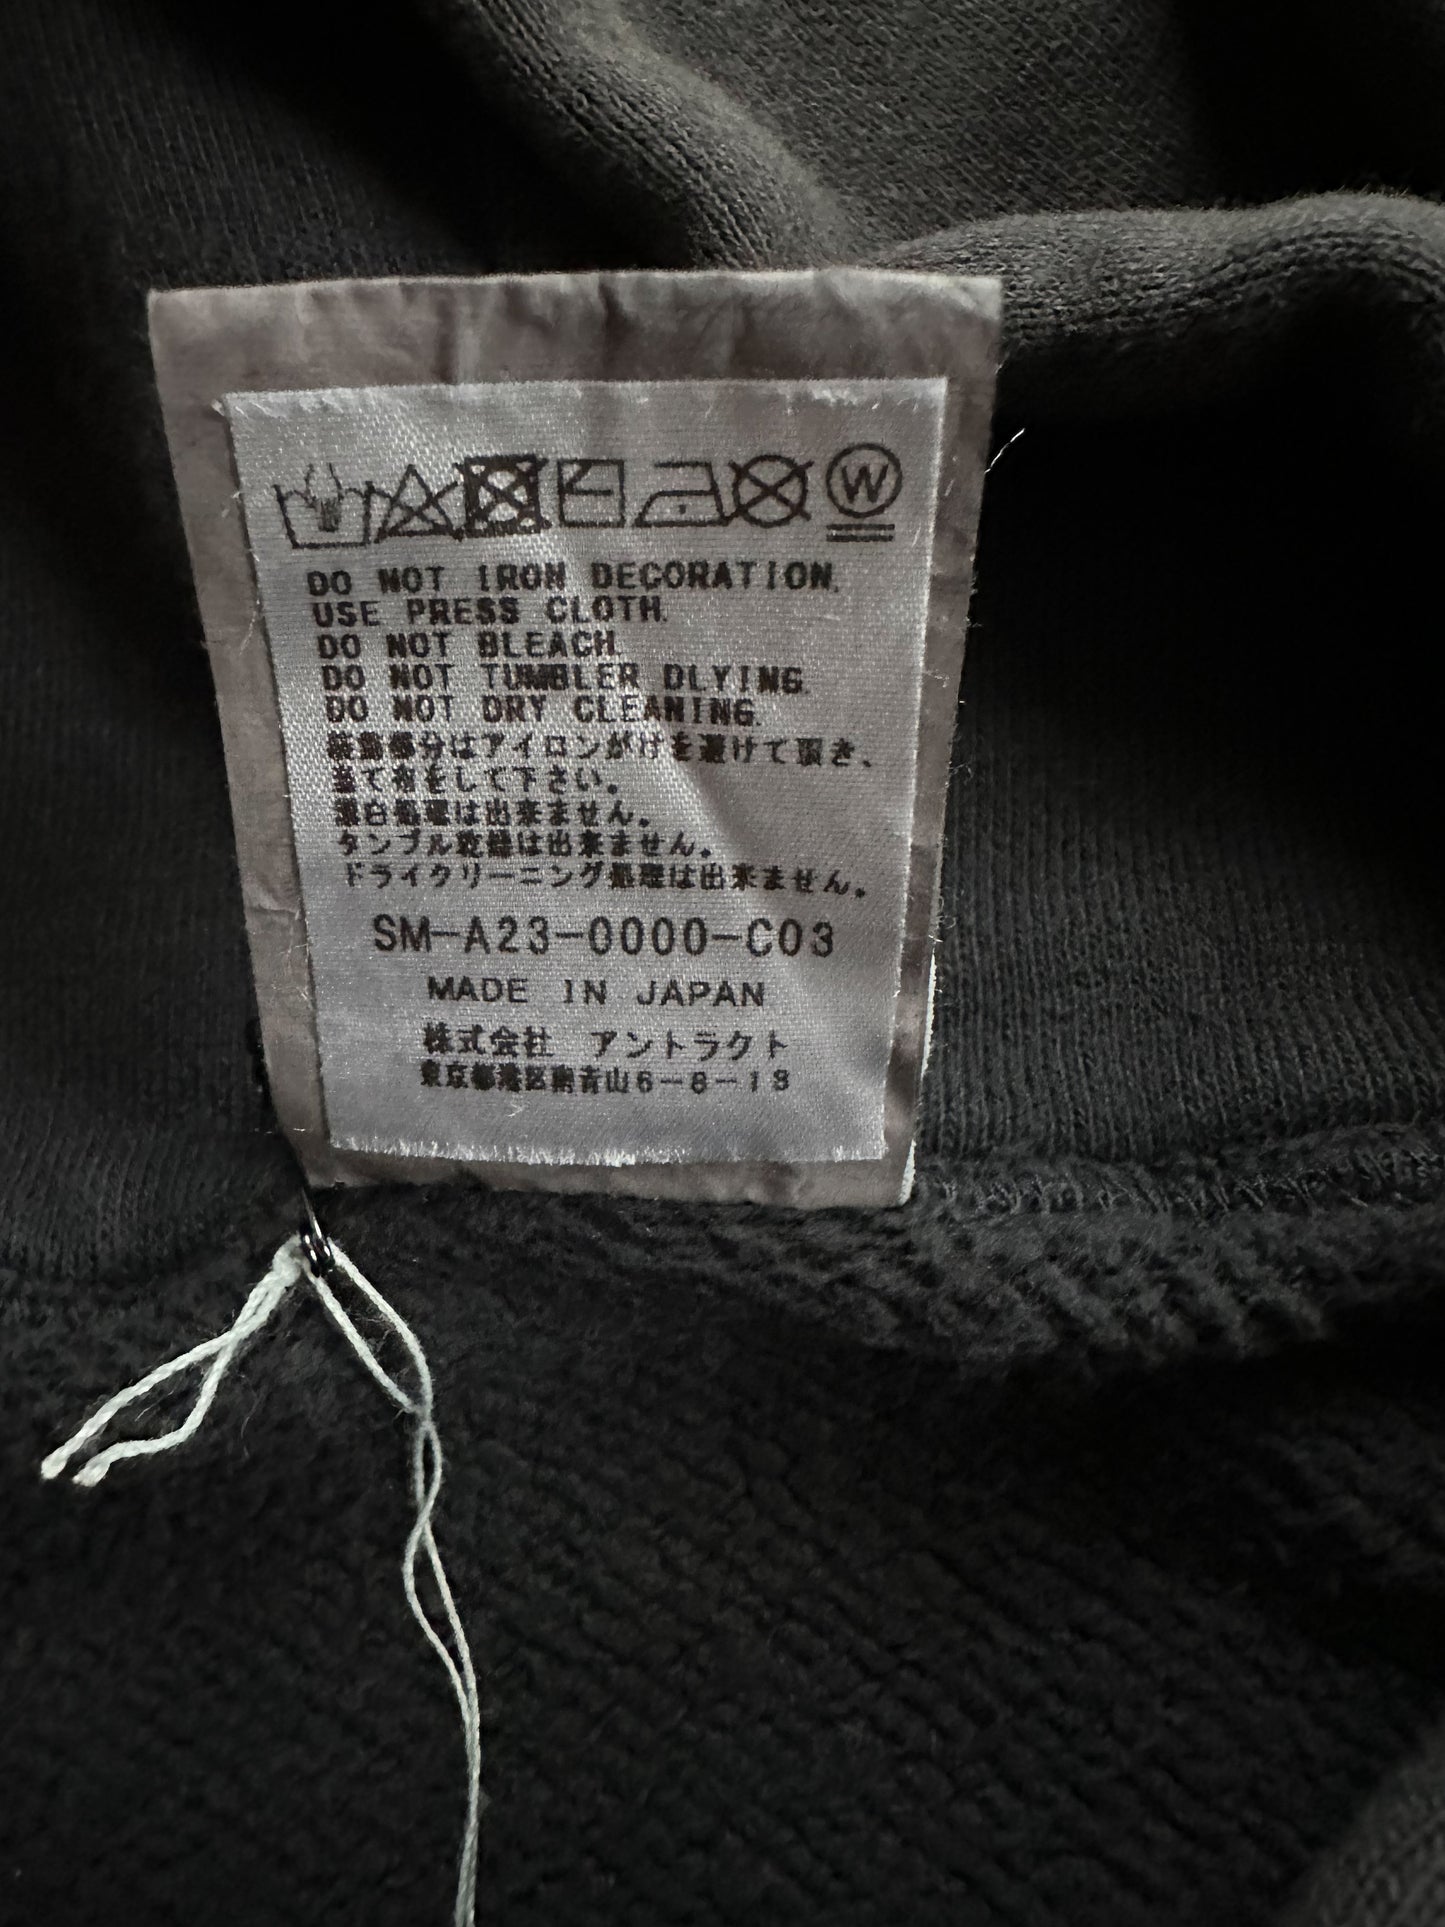 W
DO NOT IRON DECORATION.
USE PRESS CLOTH.
DO NOT BLEACH.
DO NOT TUMBLER DLYING.
DO NOT DRY CLEANING.
装飾部分はアイロンがけを避けて頂き、
当て布をして下さい。
漂白処理は出来ません。
タンブル乾燥は出来ません。
ドライクリーニング処理は出来ません。
SM-A23-0000-C03
MADE IN JAPAN
株式会社 アントラクト
東京都港区南青山6-8-18